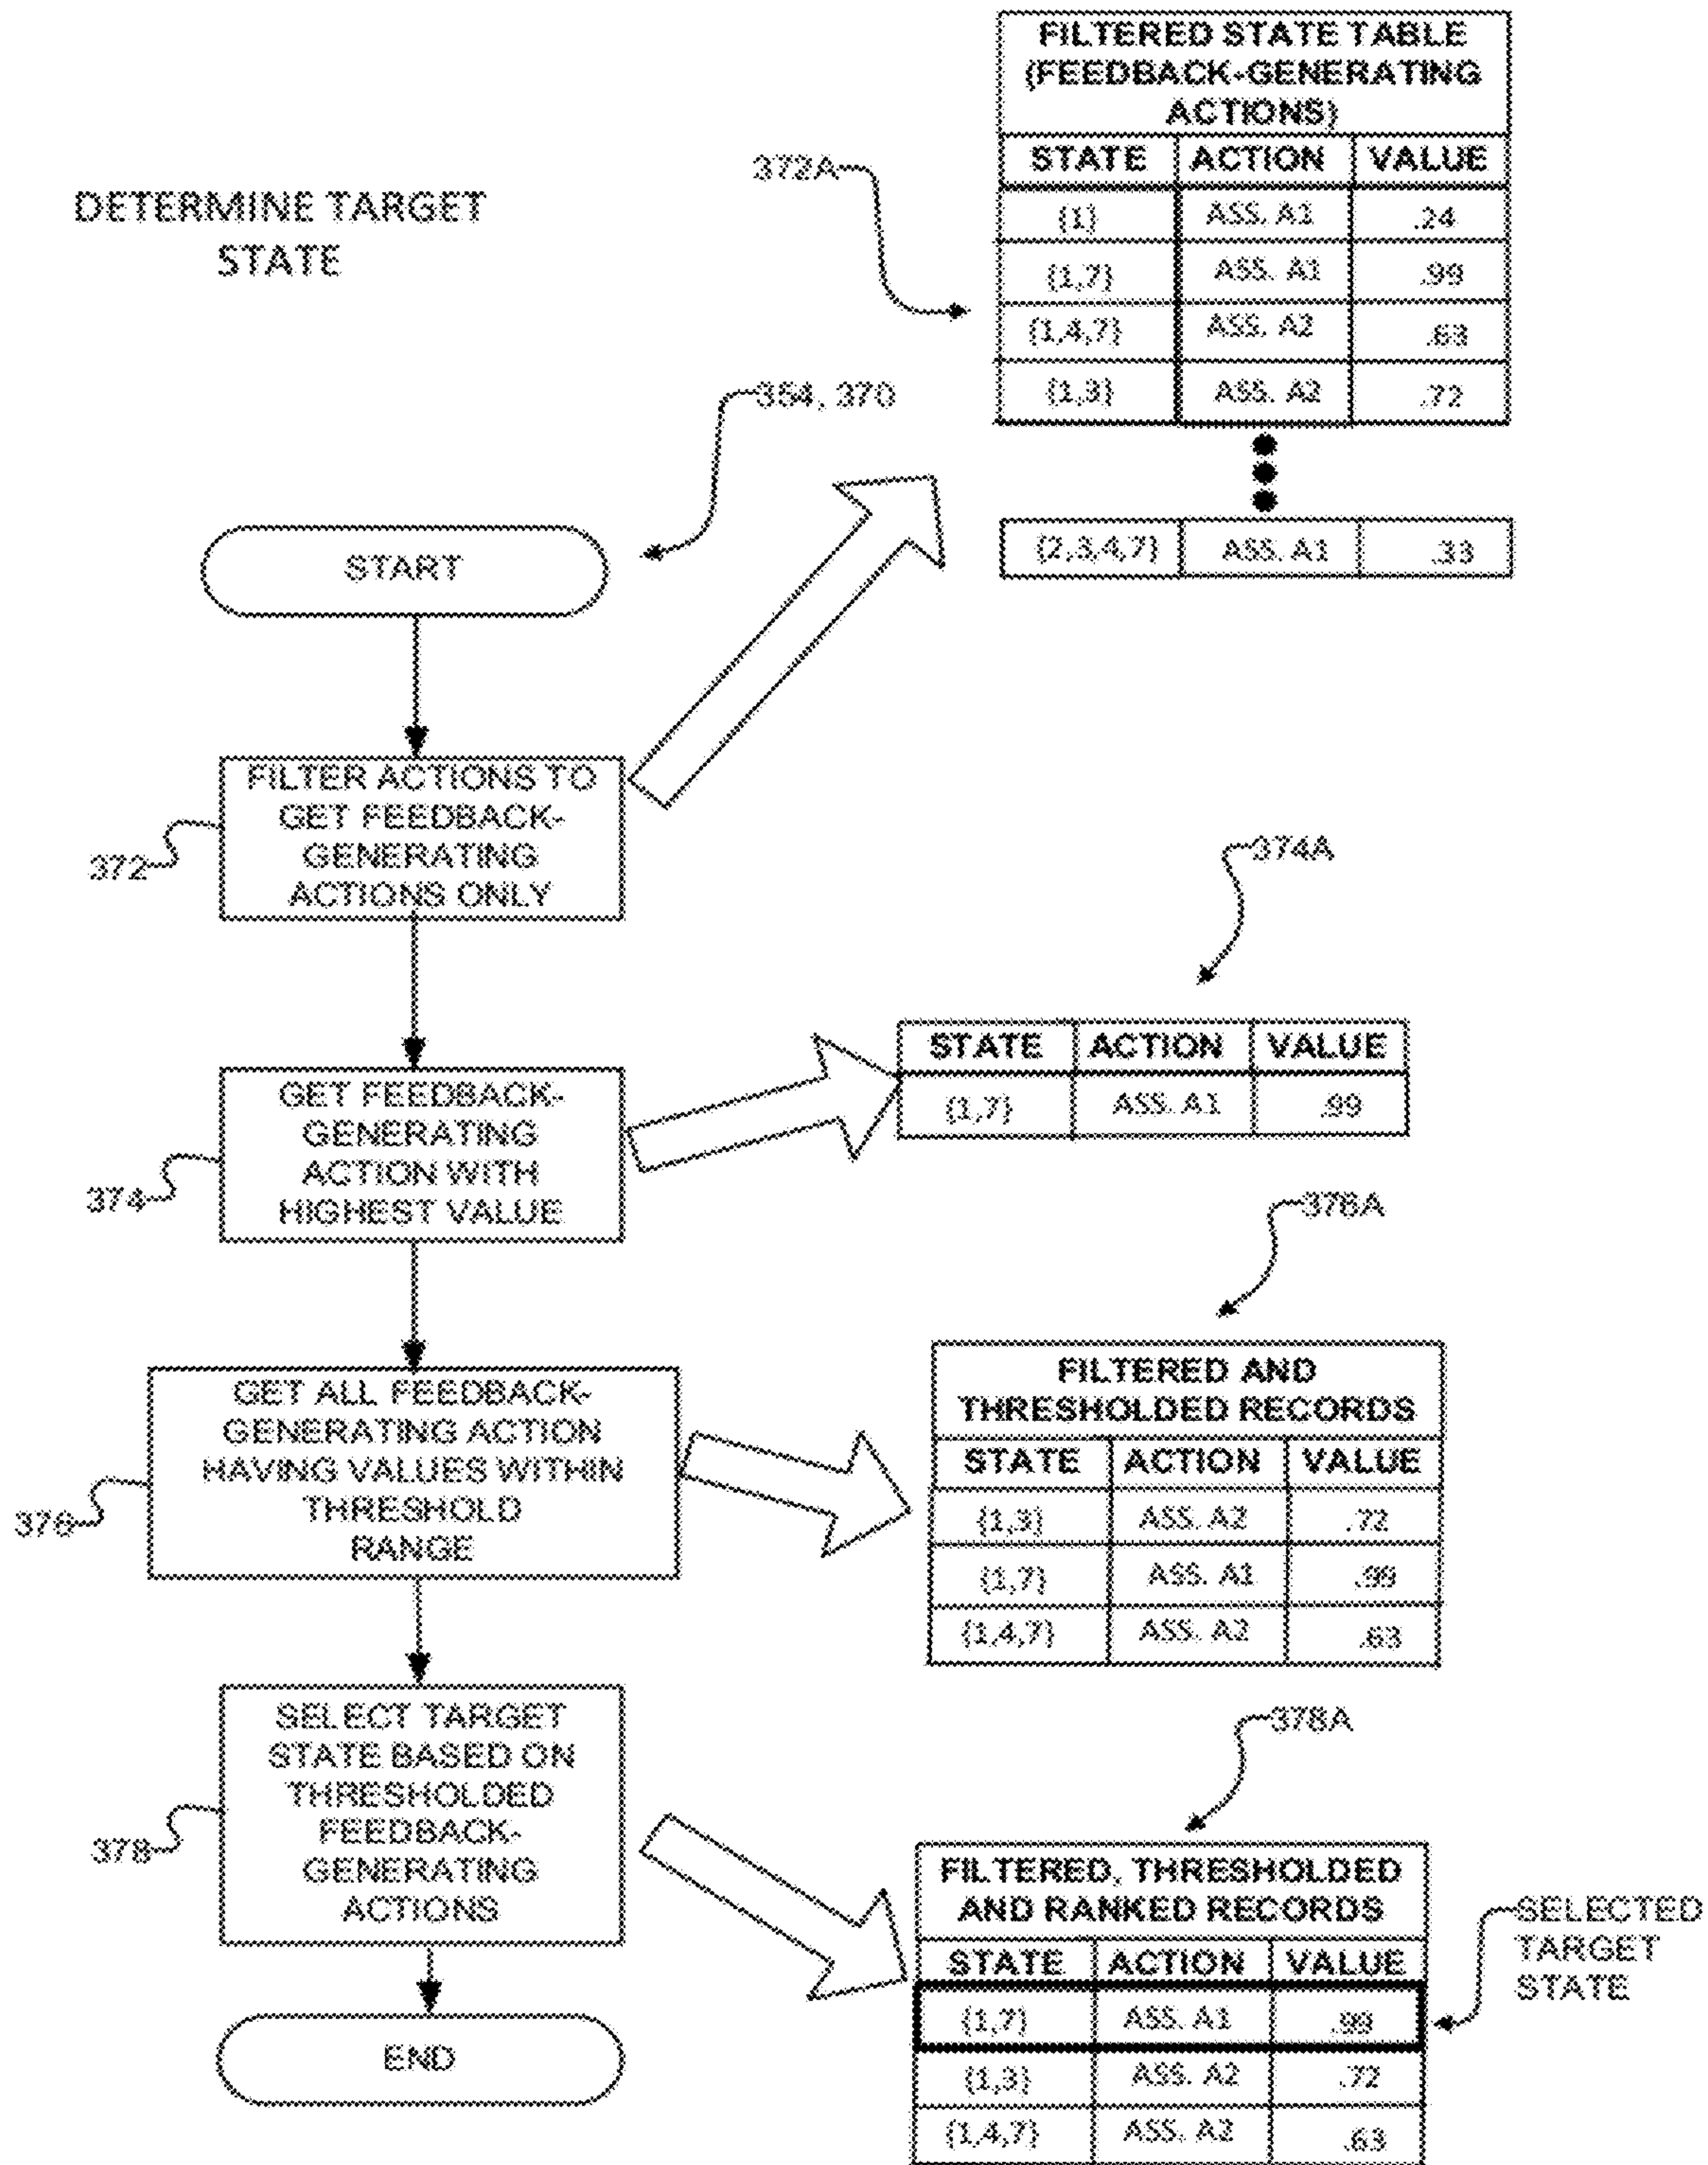 DETERMINE TARGET
STATE
354, 370
START
372
FILTER ACTIONS TO
GET FEEDBACK-
GENERATING
ACTIONS ONLY
372A
FILTERED STATE TABLE
(FEEDBACK-GENERATING
ACTIONS)
STATE ACTION VALUE
{1} ASS. A1 .24
{1,7} ASS. A1 .99
{1,4,7} ASS. A2 .63
{1,3} ASS. A2 .72
{2,3,4,7} ASS. A1 .33
374
GET FEEDBACK-
GENERATING
ACTION WITH
HIGHEST VALUE
374A
STATE ACTION VALUE
{1,7} ASS. A1 .99
376
GET ALL FEEDBACK-
GENERATING ACTION
HAVING VALUES WITHIN
THRESHOLD
RANGE
376A
FILTERED AND
THRESHOLDED RECORDS
STATE ACTION VALUE
{1,3} ASS. A2 .72
{1,7} ASS. A1 .99
{1,4,7} ASS. A2 .63
378
SELECT TARGET
STATE BASED ON
THRESHOLDED
FEEDBACK-
GENERATING
ACTIONS
378A
FILTERED, THRESHOLDED
AND RANKED RECORDS
STATE ACTION VALUE
{1,7} ASS. A1 .99
{1,3} ASS. A2 .72
{1,4,7} ASS. A2 .63
SELECTED
TARGET
STATE
END